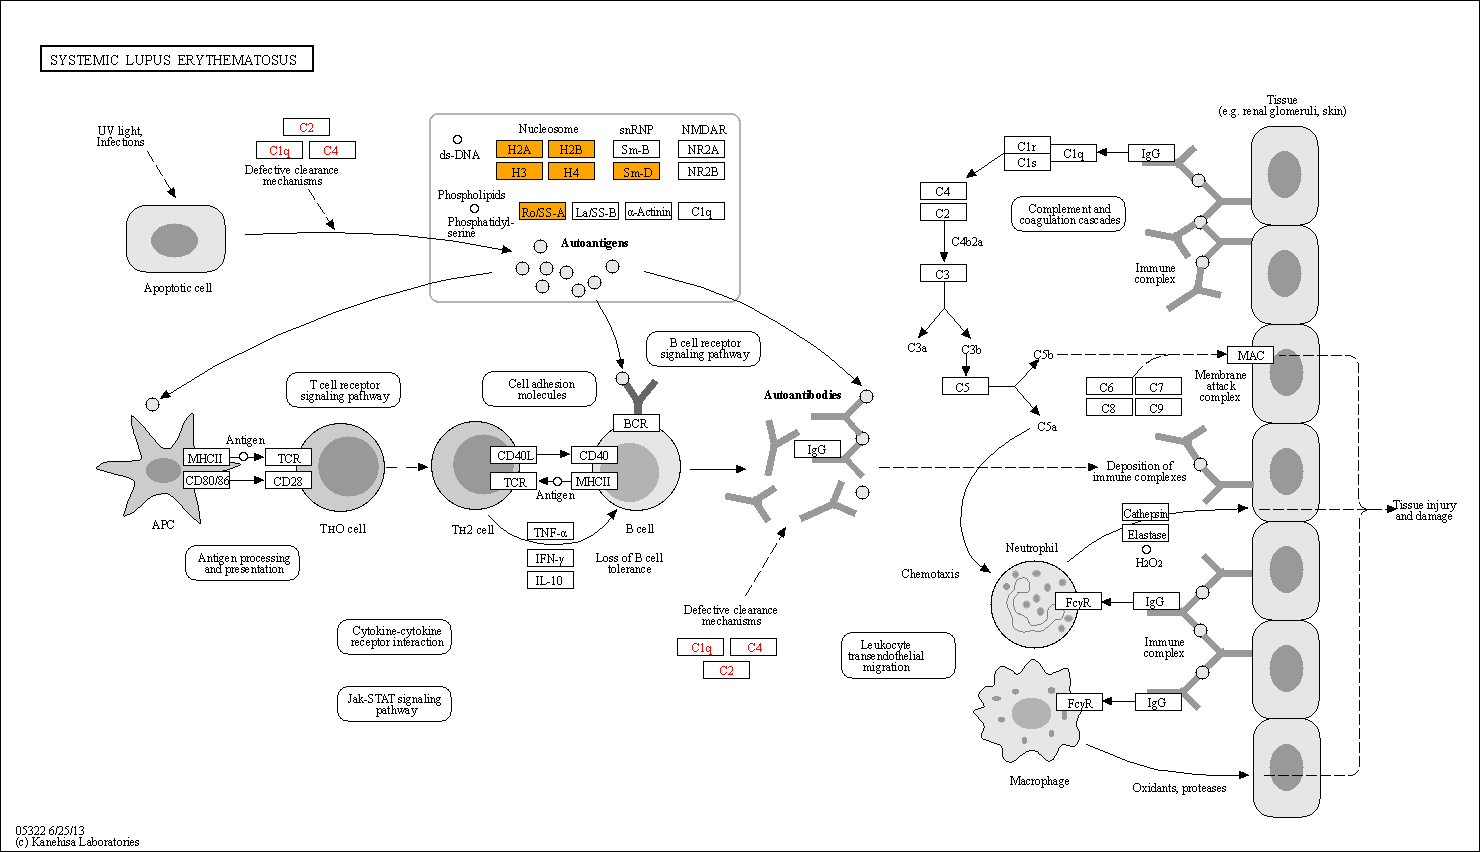 SYSTEMIC LUPUS ERYTHEMATOSUS
UV light,
Infections
C2
C1q
C4
Defective clearance
mechanisms
Apoptotic cell
Nucleosome
snRNP
NMDAR
ds-DNA
H2A
H2B
Sm-B
NR2A
H3
H4
Sm-D
NR2B
Phospholipids
Phosphatidyl-
serine
Ro/SS-A
La/SS-B
α-Actinin
C1q
Autoantigens
Tissue
(e.g. renal glomeruli, skin)
C1r
C1s
C1q
IgG
C4
C2
C4b2a
C3
Complement and
coagulation cascades
Immune
complex
C3a
C3b
C5
C5b
C5a
MAC
Membrane
attack
complex
C6
C7
C8
C9
B cell receptor
signaling pathway
T cell receptor
signaling pathway
Cell adhesion
molecules
Autoantibodies
BCR
IgG
Antigen
MHCII
TCR
CD80/86
CD28
CD40L
CD40
TCR
MHCII
Antigen
APC
TH0 cell
TH2 cell
B cell
TNF-α
IFN-γ
IL-10
Loss of B cell
tolerance
Antigen processing
and presentation
Deposition of
immune complexes
Cathepsin
Elastase
H2O2
Tissue injury
and damage
Neutrophil
Chemotaxis
FcγR
IgG
Immune
complex
Defective clearance
mechanisms
C1q
C4
C2
Cytokine-cytokine
receptor interaction
Jak-STAT signaling
pathway
Leukocyte
transendothelial
migration
FcγR
IgG
Macrophage
Oxidants, proteases
05322 6/25/13
(c) Kanehisa Laboratories